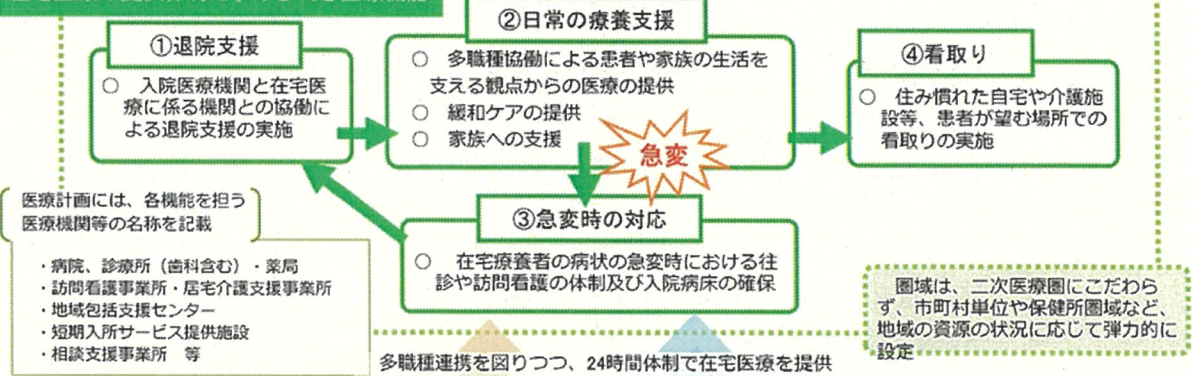 ②日常の療養支援
①退院支援
○ 入院医療機関と在宅医
療に係る機関との協働に
よる退院支援の実施
○ 多職種協働による患者や家族の生活を
支える観点からの医療の提供
○ 緩和ケアの提供
○ 家族への支援
急変
④看取り
○ 住み慣れた自宅や介護施
設等、患者が望む場所での
看取りの実施
③急変時の対応
○ 在宅療養者の病状の急変時における往
診や訪問看護の体制及び入院病床の確保
医療計画には、各機能を担う
医療機関等の名称を記載
・病院、診療所（歯科含む）・薬局
・訪問看護事業所・居宅介護支援事業所
・地域包括支援センター
・短期入所サービス提供施設
・相談支援事業所 等
圏域は、二次医療圏にこだわら
ず、市町村単位や保健所圏域など、
地域の資源の状況に応じて弾力的に
設定
多職種連携を図りつつ、24時間体制で在宅医療を提供